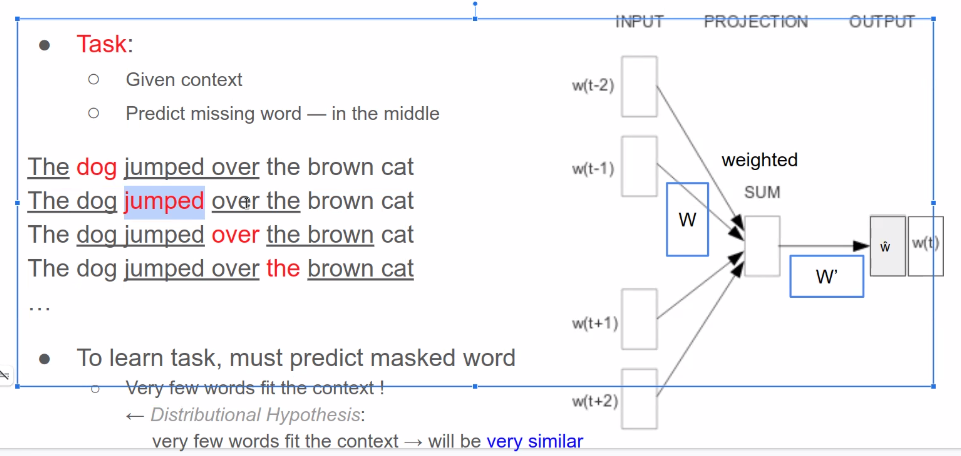 ● Task:
○ Given context
○ Predict missing word — in the middle
The dog jumped over the brown cat
The dog jumped over the brown cat
The dog jumped over the brown cat
The dog jumped over the brown cat
...
● To learn task, must predict masked word
○ Very few words fit the context !
← Distributional Hypothesis:
very few words fit the context → will be very similar
INPUT PROJECTION OUTPUT
w(t-2)
w(t-1)
weighted
SUM
W
ŵ w(t)
W'
w(t+1)
w(t+2)